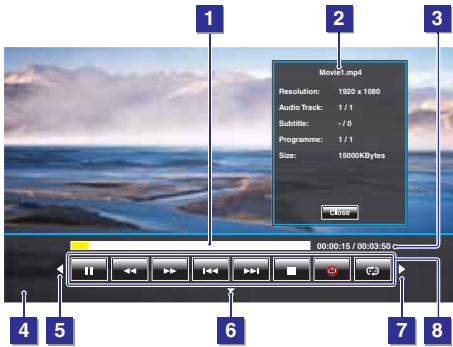 1 2 3
Movie1.mp4
Resolution: 1920 x 1080
Audio Track: 1 / 1
Subtitle: - / 0
Programme: 1 / 1
Size: 15000KBytes
Close
00:00:15 / 00:03:50
4 5 6 7 8